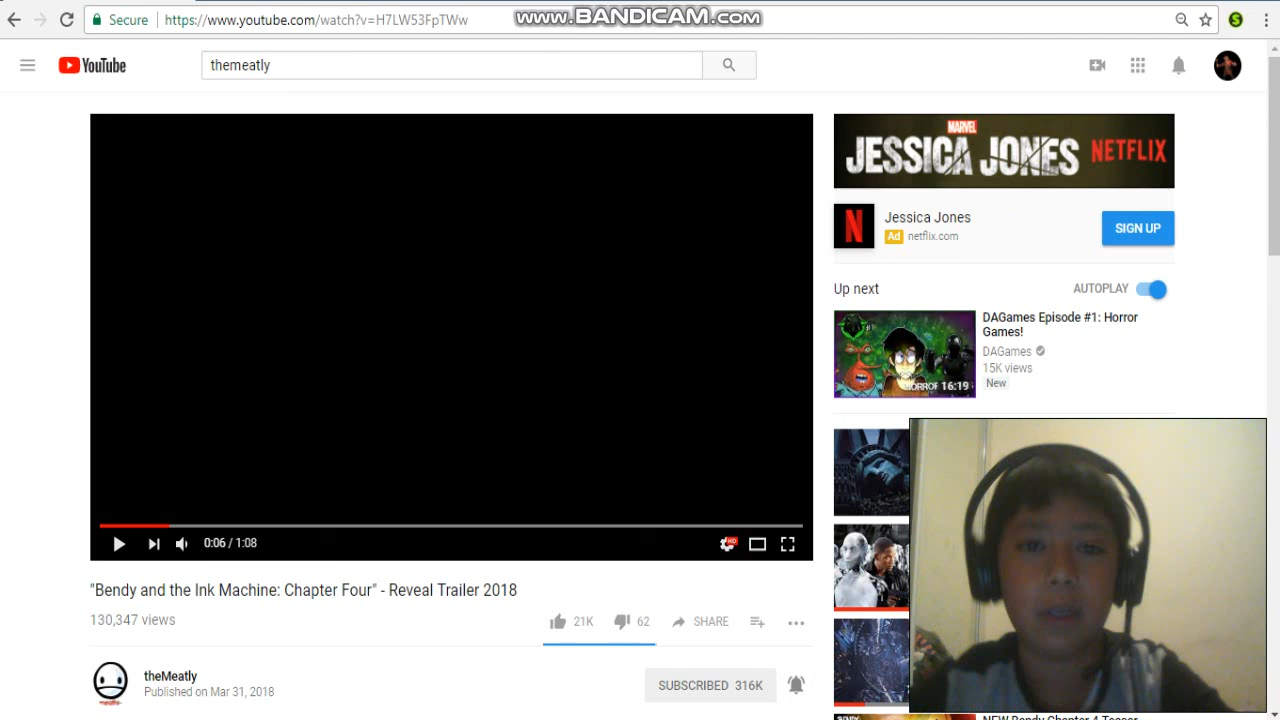 Secure https://www.youtube.com/watch?v=H7LW53FpTWw
www.BANDICAM.com
YouTube
themeatly
MARVEL
JESSICA JONES NETFLIX
N
Jessica Jones
Ad netflix.com
SIGN UP
Up next
AUTOPLAY
DAGames Episode #1: Horror
Games!
DAGames
15K views
New
HORROR 16:19
0:06 / 1:08
HD
"Bendy and the Ink Machine: Chapter Four" - Reveal Trailer 2018
130,347 views
21K
62
SHARE
theMeatly
Published on Mar 31, 2018
SUBSCRIBED 316K
NEW Bendy Chapter 4 Teaser